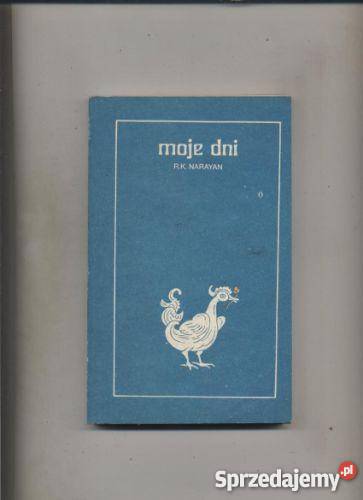 moje dni
R.K. NARAYAN
Sprzedajemy.pl